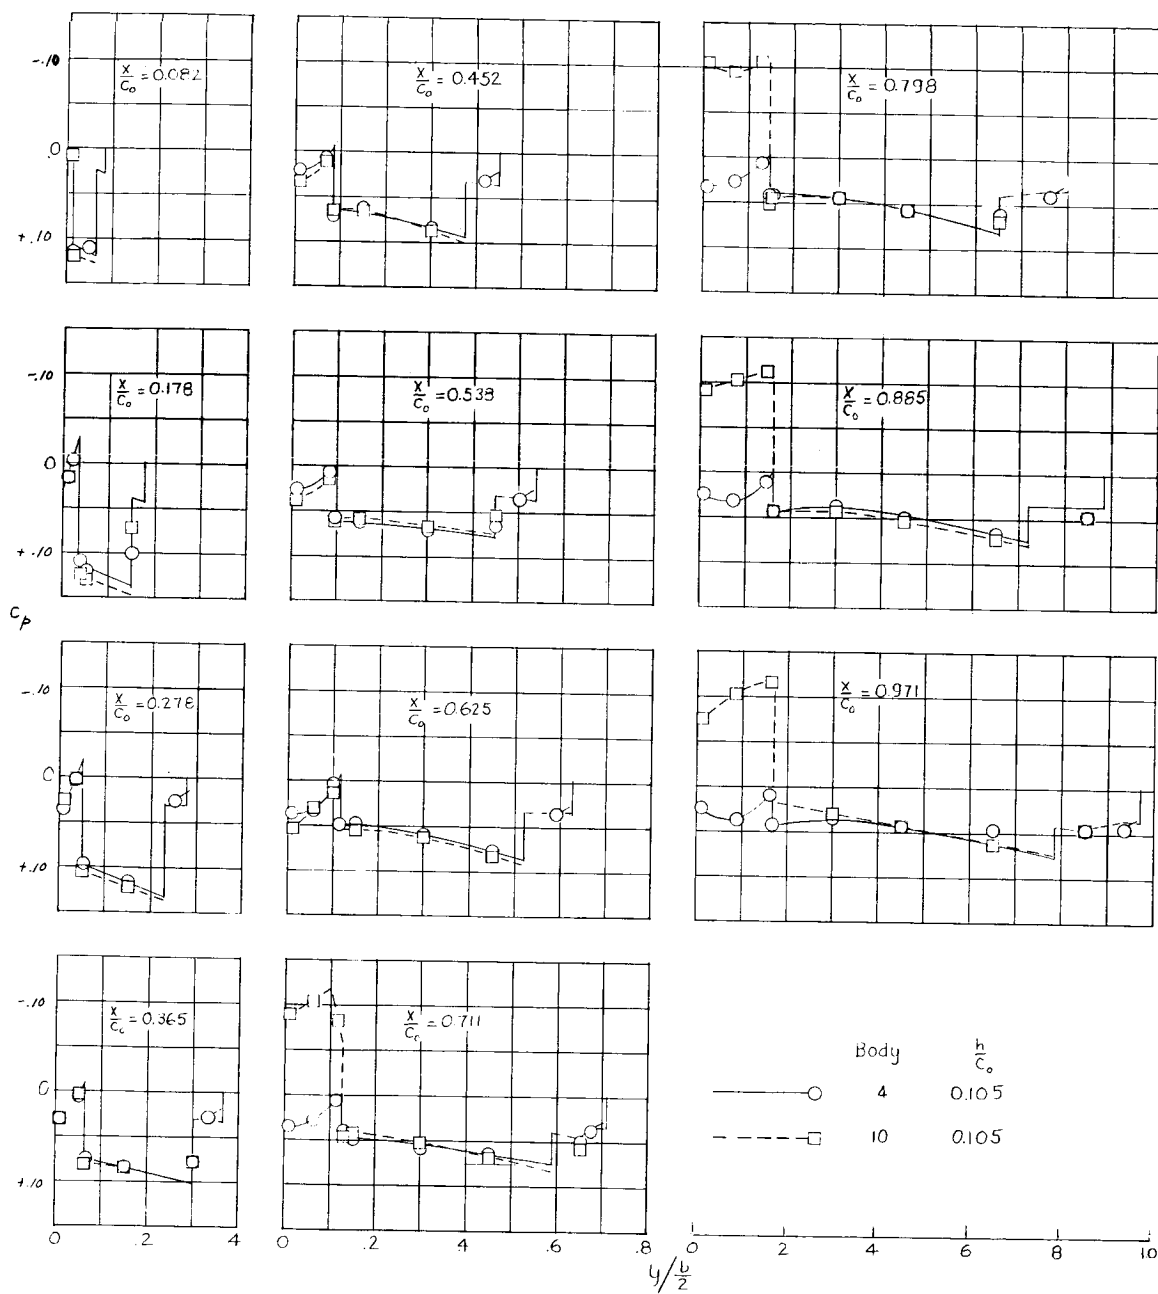 -.10
0
+.10
x/C₀ = 0.082
x/C₀ = 0.452
x/C₀ = 0.798
-.10
0
+.10
x/C₀ = 0.178
x/C₀ = 0.538
x/C₀ = 0.885
Cp
-.10
0
+.10
x/C₀ = 0.278
x/C₀ = 0.625
x/C₀ = 0.971
-.10
0
+.10
x/C₀ = 0.365
x/C₀ = 0.711
Body h/C₀
4 0.105
10 0.105
0 .2 .4
0 .2 .4 .6 .8
0 .2 .4 .6 .8 1.0
y/b/2